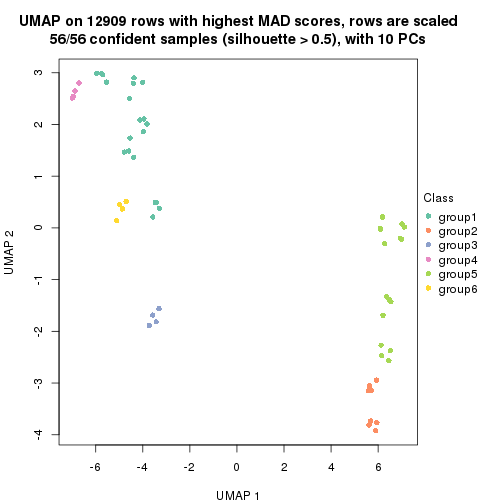 UMAP on 12909 rows with highest MAD scores, rows are scaled
56/56 confident samples (silhouette > 0.5), with 10 PCs
3
2
1
0
-1
-2
-3
-4
UMAP 2
-6 -4 -2 0 2 4 6
UMAP 1
Class
group1
group2
group3
group4
group5
group6